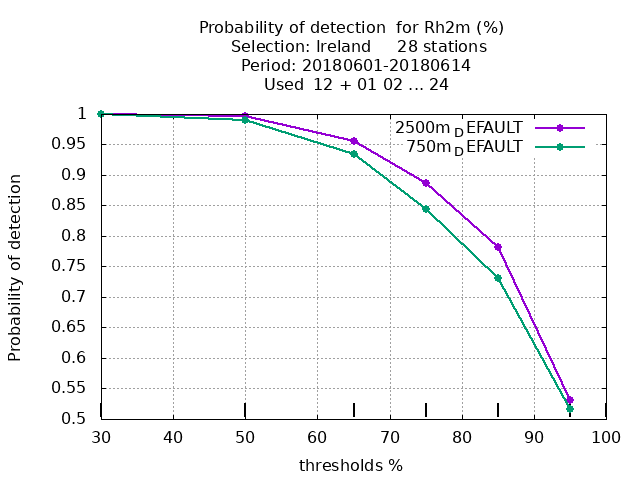 Probability of detection  for Rh2m (%)
Selection: Ireland     28 stations
Period: 20180601-20180614
Used  12 + 01 02 ... 24
2500m_DEFAULT
750m_DEFAULT
Probability of detection
1
0.95
0.9
0.85
0.8
0.75
0.7
0.65
0.6
0.55
0.5
30 40 50 60 70 80 90 100
thresholds %